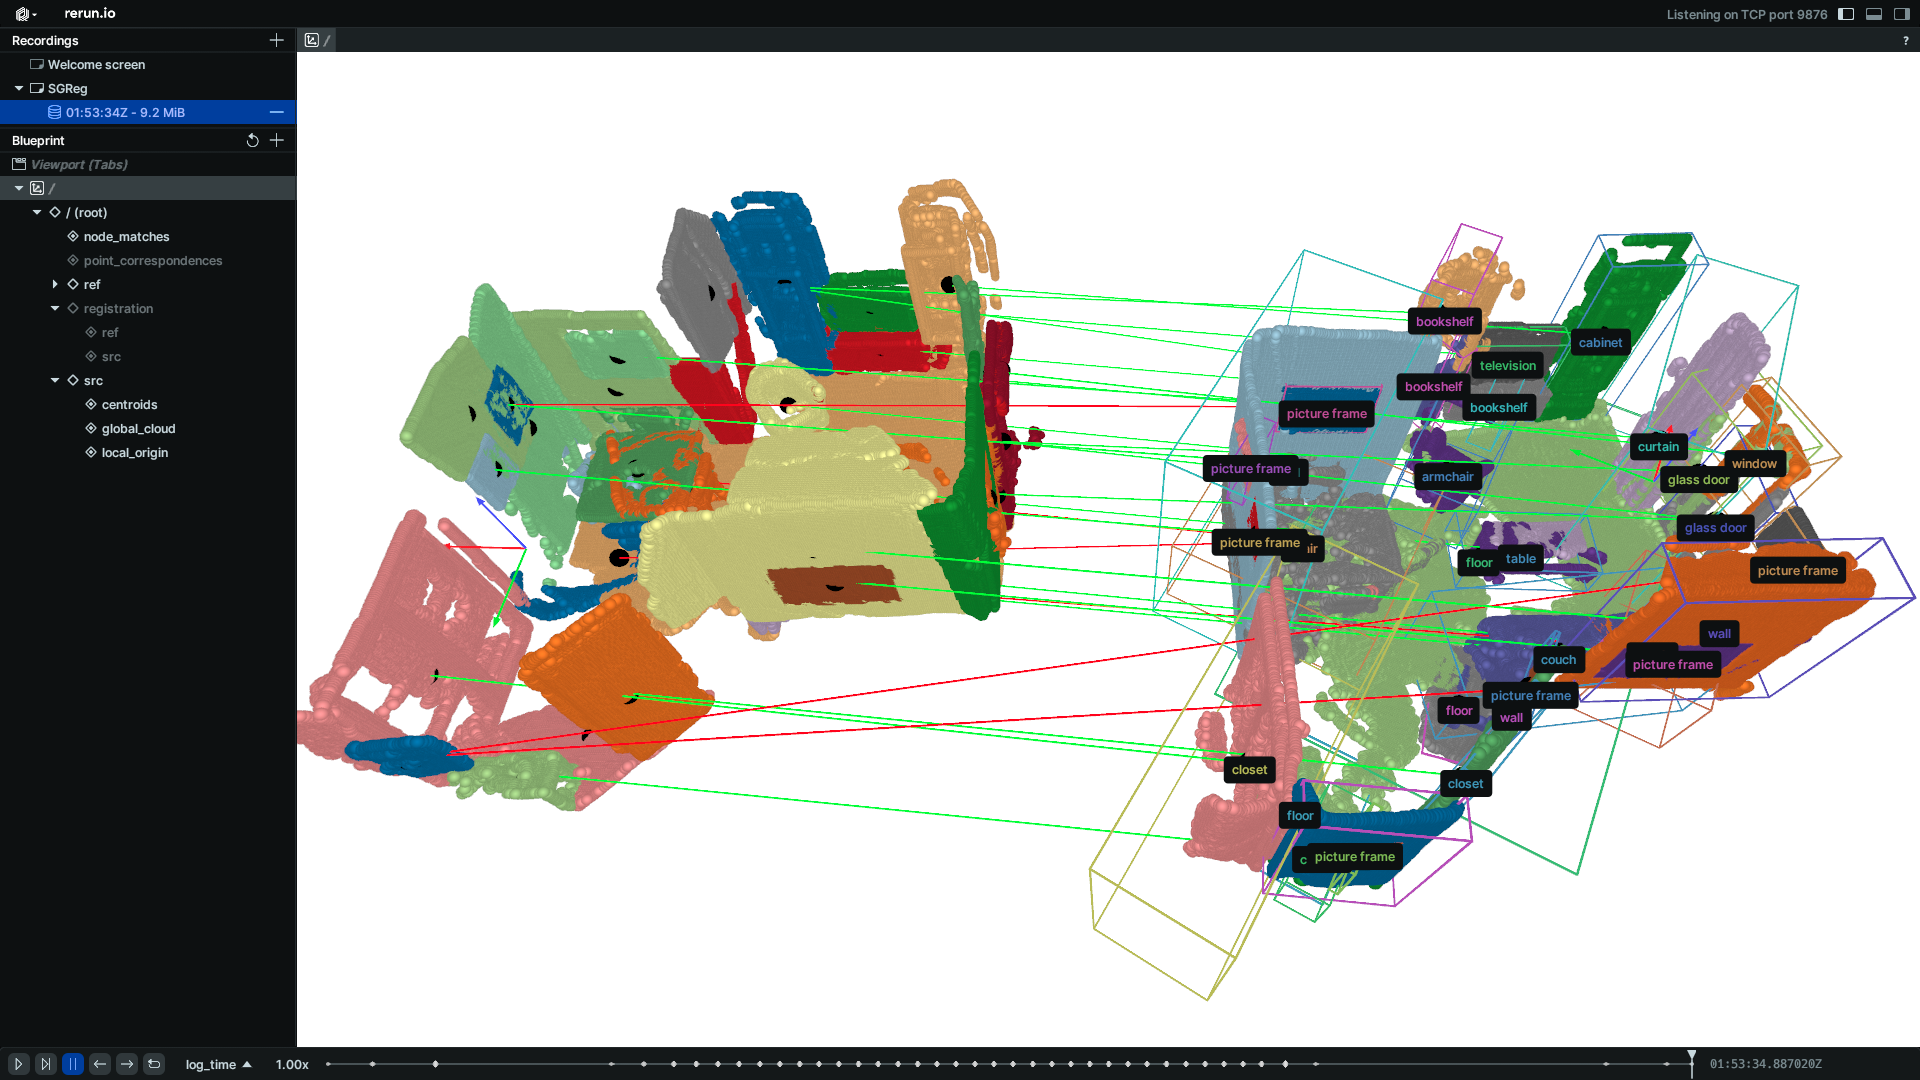 rerun.io
Listening on TCP port 9876
Recordings
/
?
Welcome screen
SGReg
01:53:34Z - 9.2 MiB
Blueprint
Viewport (Tabs)
/
/ (root)
node_matches
point_correspondences
ref
registration
ref
src
src
centroids
global_cloud
local_origin
bookshelf
cabinet
television
bookshelf
bookshelf
picture frame
curtain
window
picture frame
armchair
glass door
glass door
picture frame
air
floor
table
picture frame
wall
couch
picture frame
picture frame
floor
wall
closet
closet
floor
c
picture frame
log_time
1.00x
01:53:34.887020Z